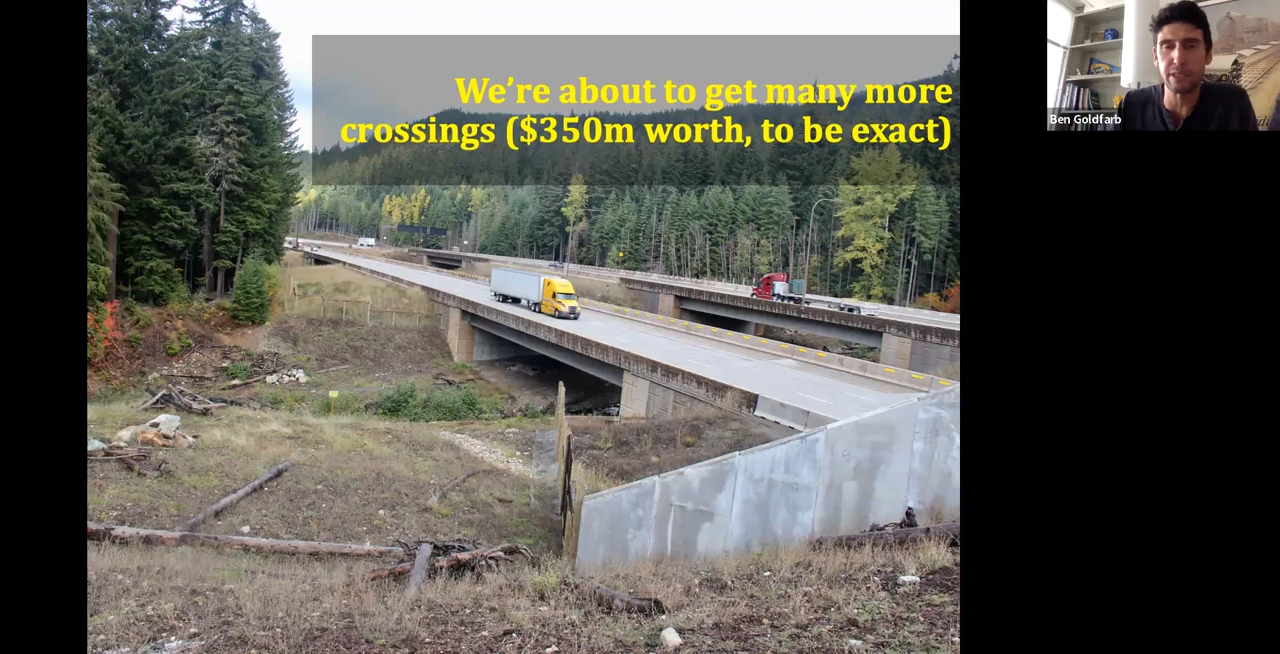 We’re about to get many more
crossings ($350m worth, to be exact)
Ben Goldfarb